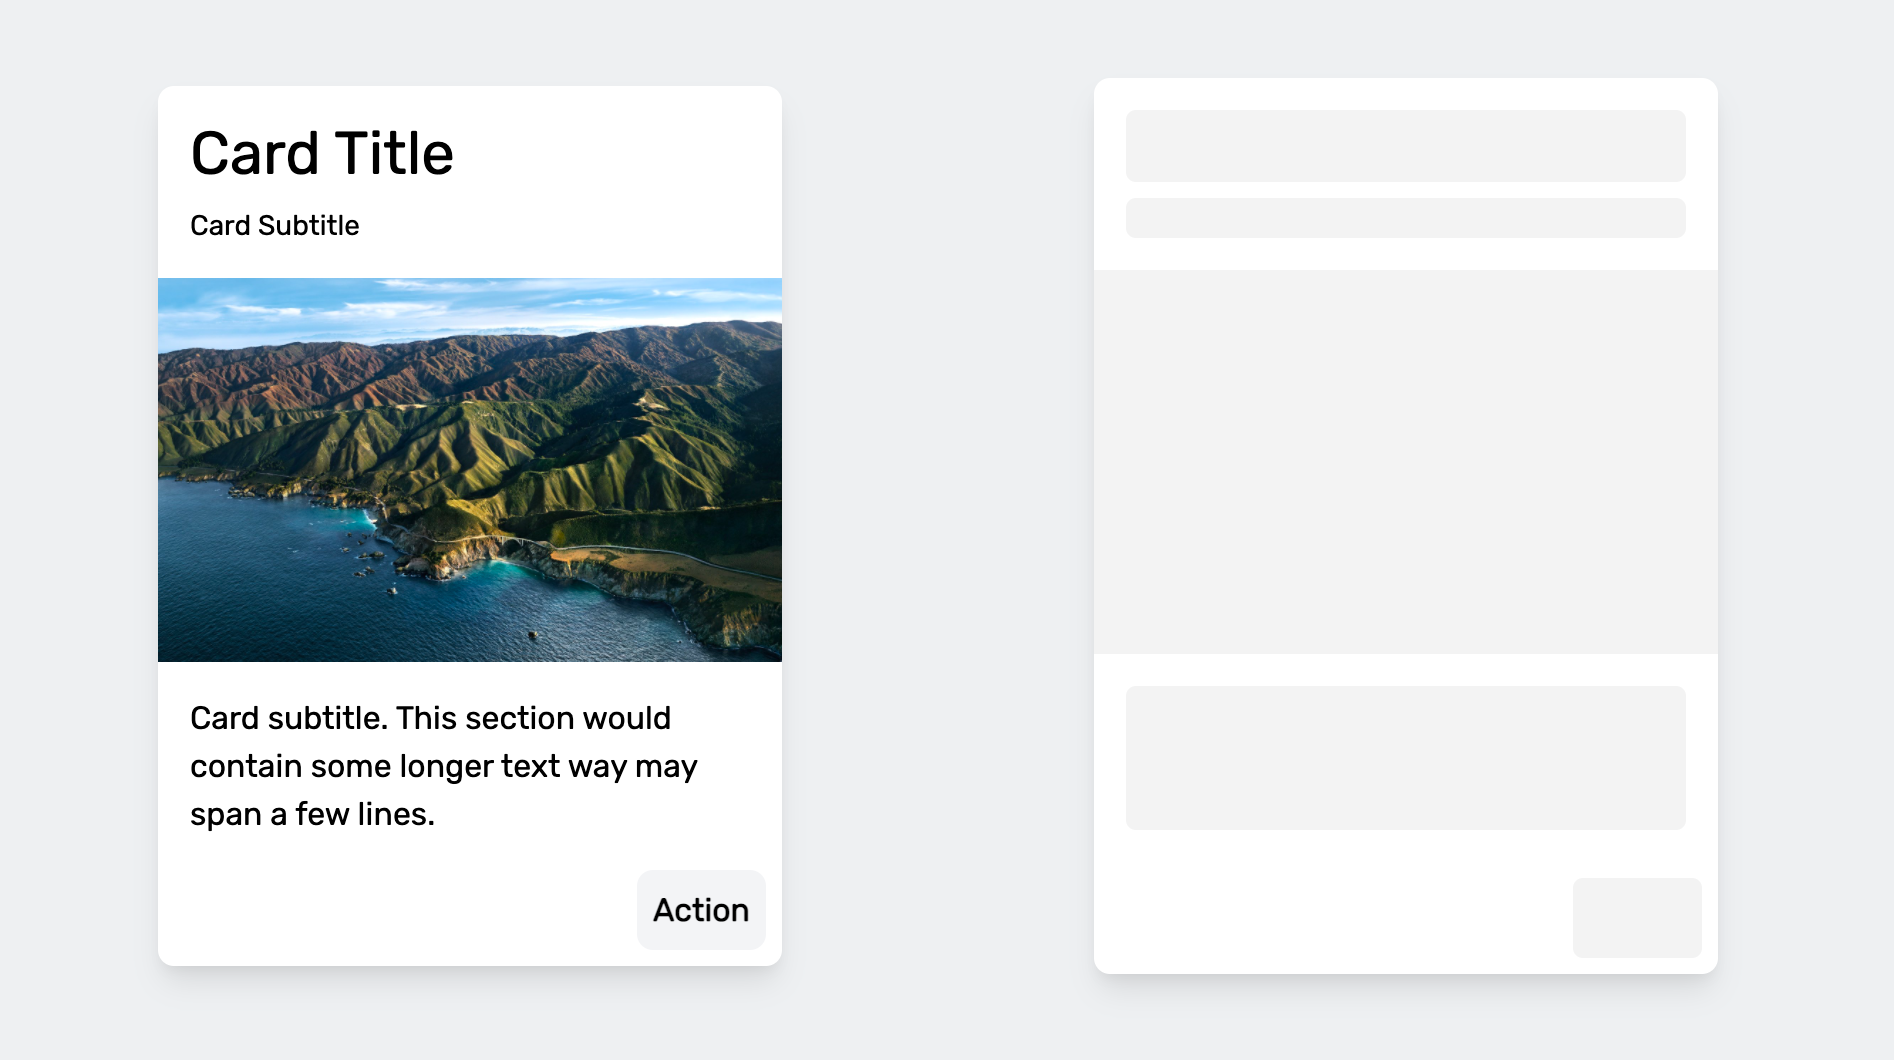 Card Title
Card Subtitle
Card subtitle. This section would
contain some longer text way may
span a few lines.
Action